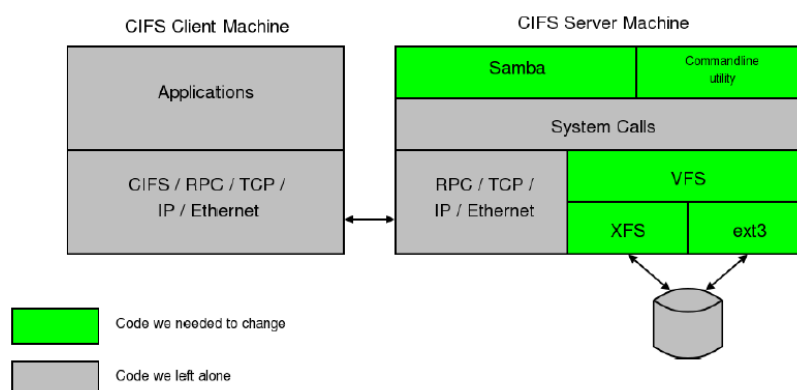 CIFS Client Machine
CIFS Server Machine
Applications
CIFS / RPC / TCP /
IP / Ethernet
Samba
Commandline
utility
System Calls
RPC / TCP /
IP / Ethernet
VFS
XFS
ext3
Code we needed to change
Code we left alone